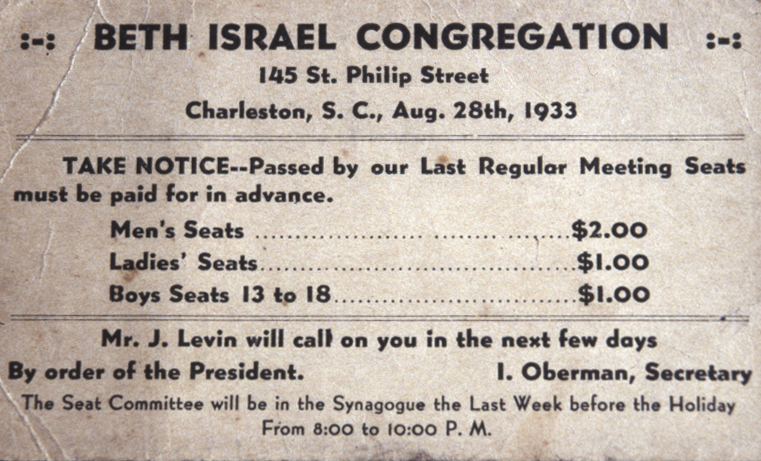 :-: BETH ISRAEL CONGREGATION :-:
145 St. Philip Street
Charleston, S. C., Aug. 28th, 1933
TAKE NOTICE--Passed by our Last Regular Meeting Seats
must be paid for in advance.
Men's Seats ........................................................$2.00
Ladies' Seats........................................................$1.00
Boys Seats 13 to 18..........................................$1.00
Mr. J. Levin will call on you in the next few days
By order of the President. I. Oberman, Secretary
The Seat Committee will be in the Synagogue the Last Week before the Holiday
From 8:00 to 10:00 P. M.